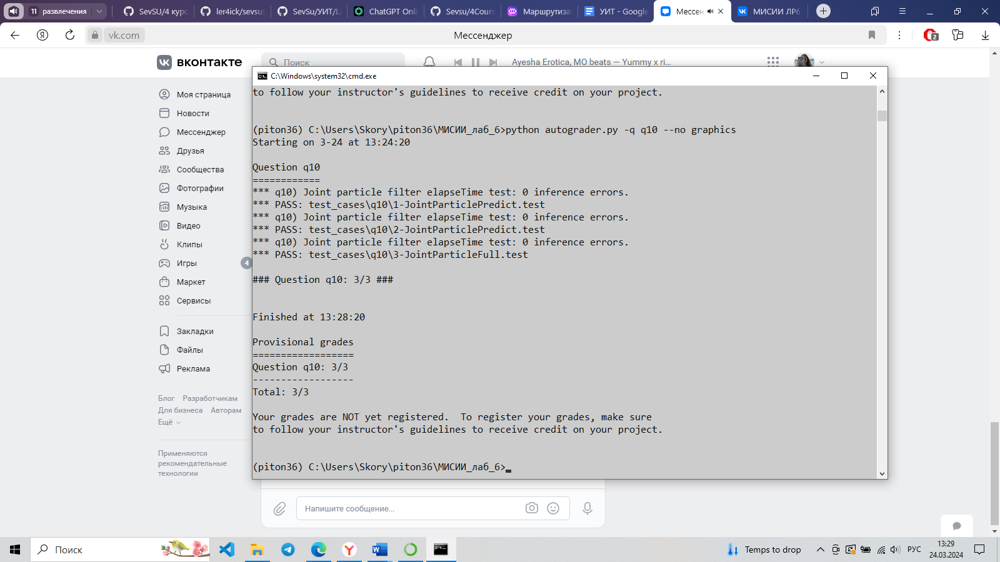 11 развлечения
SevSU/4 курс
ler4ick/sevsus
SevSu/УИТ/La
ChatGPT Onli
Sevsu/4Cours
Маршрутизат
УИТ - Google
Мессен
МИСИИ ЛР6
vk.com
Мессенджер
2
вконтакте
Поиск
Ayesha Erotica, MO beats — Yummy x ri...
C:\Windows\system32\cmd.exe
Моя страница
Новости
Мессенджер
Друзья
Сообщества
Фотографии
Музыка
Видео
Клипы
Игры
4
Маркет
Сервисы
Закладки
Файлы
Реклама
Блог Разработчикам
Для бизнеса Авторам
Ещё
Применяются
рекомендательные
технологии
to follow your instructor's guidelines to receive credit on your project.
(piton36) C:\Users\Skory\piton36\МИСИИ_лаб_6>python autograder.py -q q10 --no graphics
Starting on 3-24 at 13:24:20
Question q10
============
*** q10) Joint particle filter elapseTime test: 0 inference errors.
*** PASS: test_cases\q10\1-JointParticlePredict.test
*** q10) Joint particle filter elapseTime test: 0 inference errors.
*** PASS: test_cases\q10\2-JointParticlePredict.test
*** q10) Joint particle filter elapseTime test: 0 inference errors.
*** PASS: test_cases\q10\3-JointParticleFull.test
### Question q10: 3/3 ###
Finished at 13:28:20
Provisional grades
==================
Question q10: 3/3
------------------
Total: 3/3
Your grades are NOT yet registered.  To register your grades, make sure
to follow your instructor's guidelines to receive credit on your project.
(piton36) C:\Users\Skory\piton36\МИСИИ_лаб_6>
Напишите сообщение...
Поиск
Temps to drop
РУС
13:29
24.03.2024